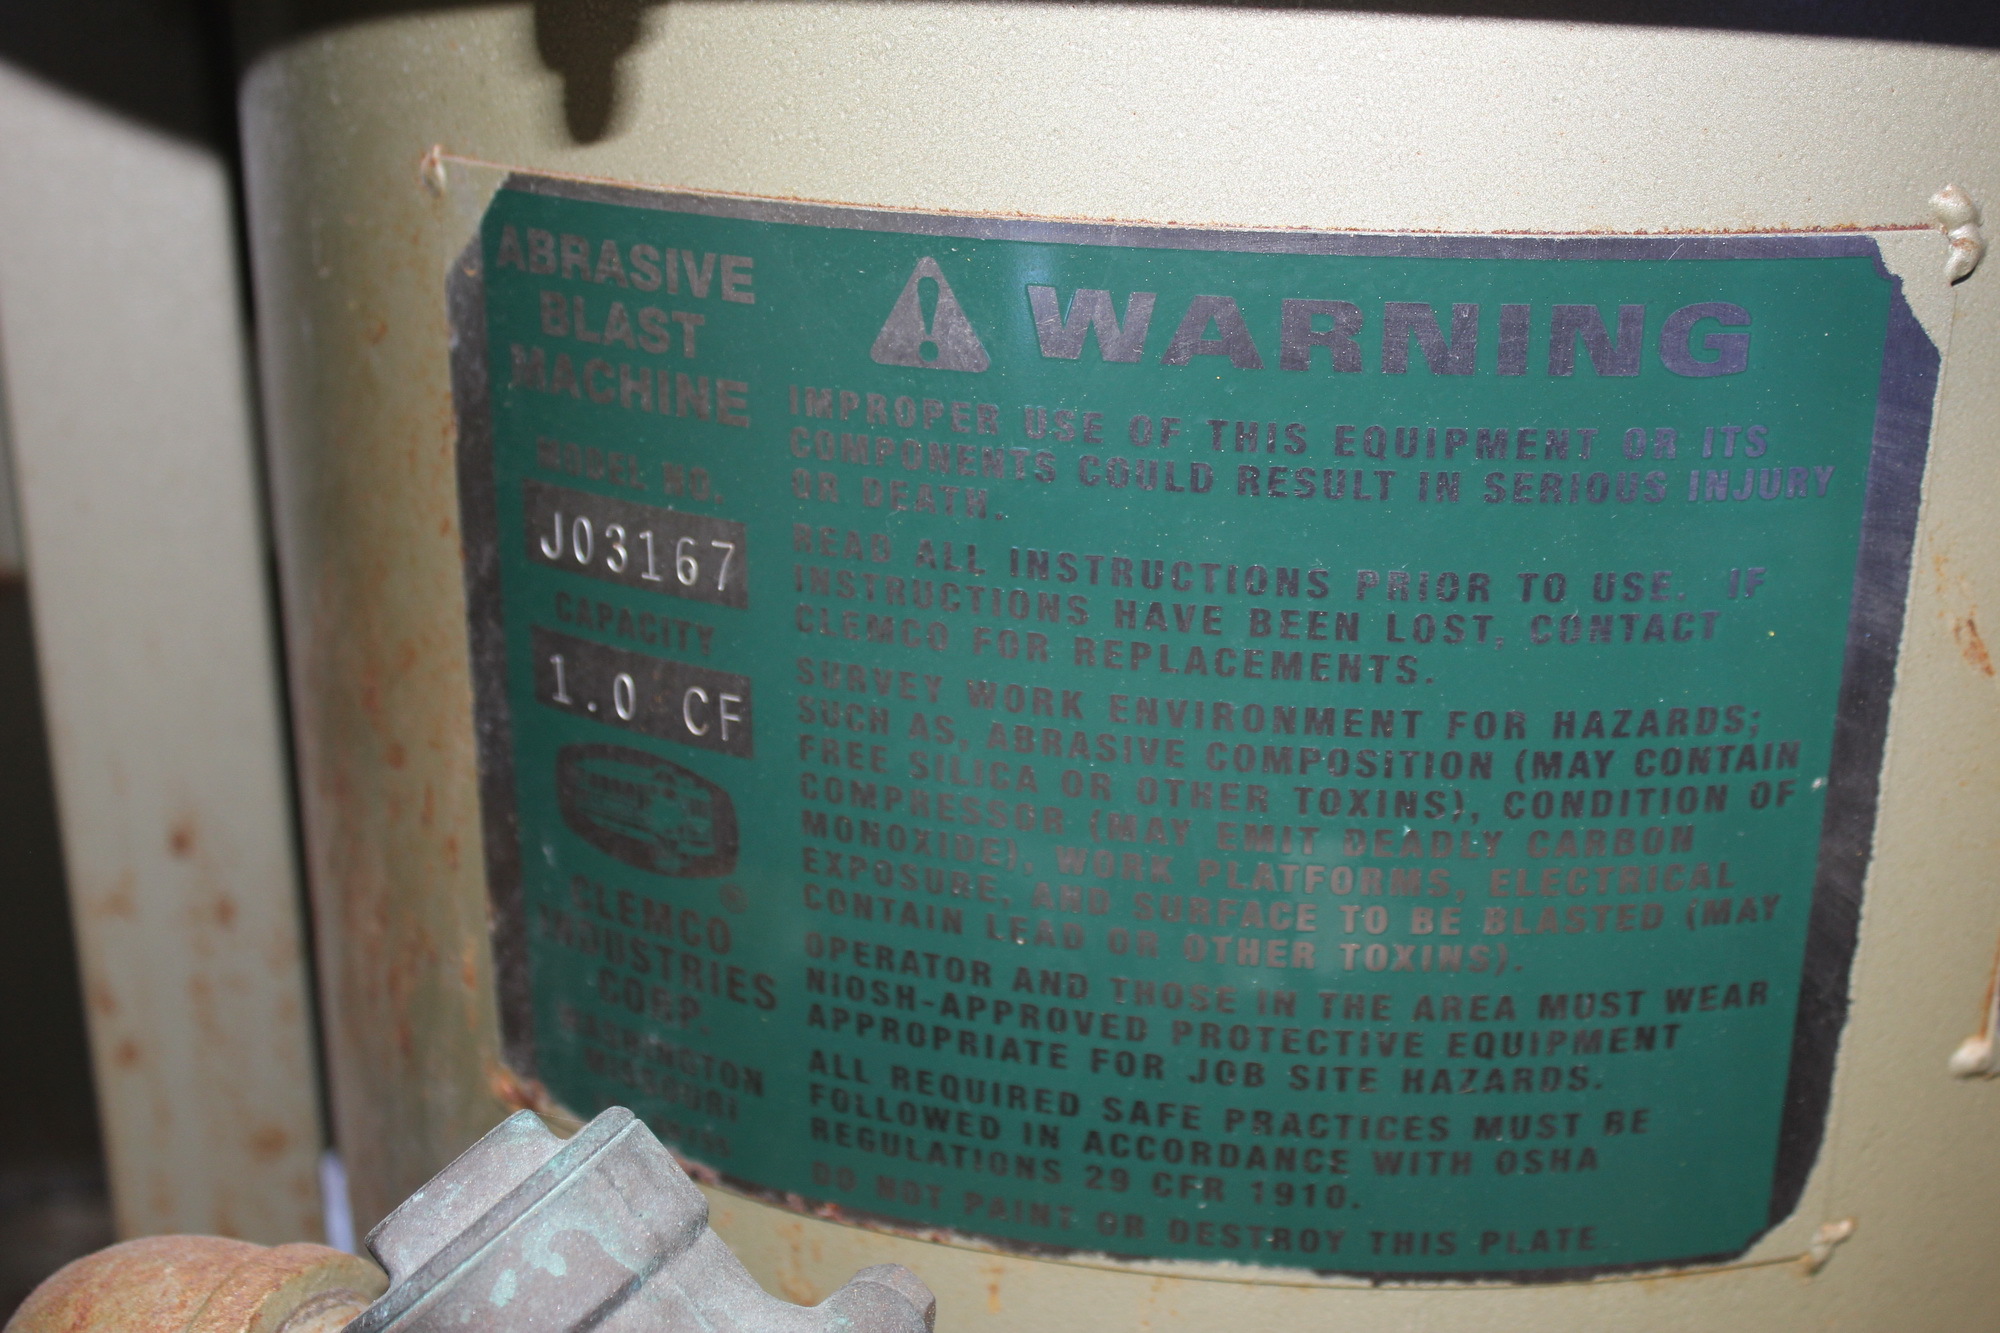 ABRASIVE
BLAST
MACHINE
MODEL NO.
J03167
CAPACITY
1.0 CF
®
CLEMCO
INDUSTRIES
CORP.
WASHINGTON
MISSOURI
WARNING
IMPROPER USE OF THIS EQUIPMENT OR ITS
COMPONENTS COULD RESULT IN SERIOUS INJURY
OR DEATH.
READ ALL INSTRUCTIONS PRIOR TO USE. IF
INSTRUCTIONS HAVE BEEN LOST, CONTACT
CLEMCO FOR REPLACEMENTS.
SURVEY WORK ENVIRONMENT FOR HAZARDS;
SUCH AS, ABRASIVE COMPOSITION (MAY CONTAIN
FREE SILICA OR OTHER TOXINS), CONDITION OF
COMPRESSOR (MAY EMIT DEADLY CARBON
MONOXIDE), WORK PLATFORMS, ELECTRICAL
EXPOSURE, AND SURFACE TO BE BLASTED (MAY
CONTAIN LEAD OR OTHER TOXINS).
OPERATOR AND THOSE IN THE AREA MUST WEAR
NIOSH-APPROVED PROTECTIVE EQUIPMENT
APPROPRIATE FOR JOB SITE HAZARDS.
ALL REQUIRED SAFE PRACTICES MUST BE
FOLLOWED IN ACCORDANCE WITH OSHA
REGULATIONS 29 CFR 1910.
DO NOT PAINT OR DESTROY THIS PLATE